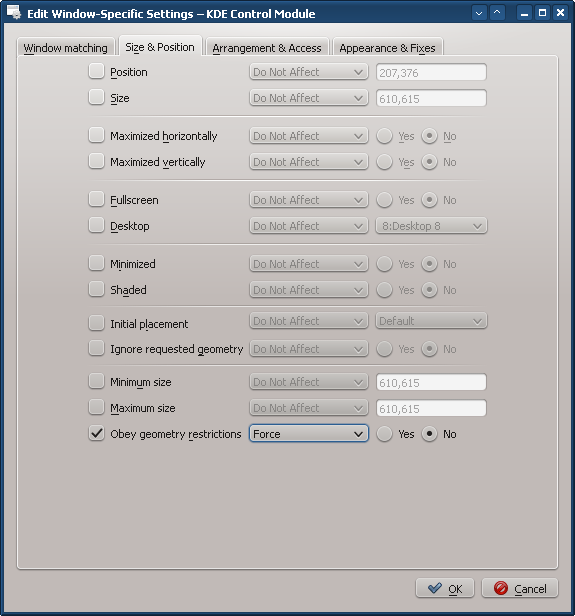 Edit Window-Specific Settings – KDE Control Module
Window matching Size & Position Arrangement & Access Appearance & Fixes
Position Do Not Affect 207,376
Size Do Not Affect 610,615
Maximized horizontally Do Not Affect Yes No
Maximized vertically Do Not Affect Yes No
Fullscreen Do Not Affect Yes No
Desktop Do Not Affect 8:Desktop 8
Minimized Do Not Affect Yes No
Shaded Do Not Affect Yes No
Initial placement Do Not Affect Default
Ignore requested geometry Do Not Affect Yes No
Minimum size Do Not Affect 610,615
Maximum size Do Not Affect 610,615
Obey geometry restrictions Force Yes No
OK Cancel